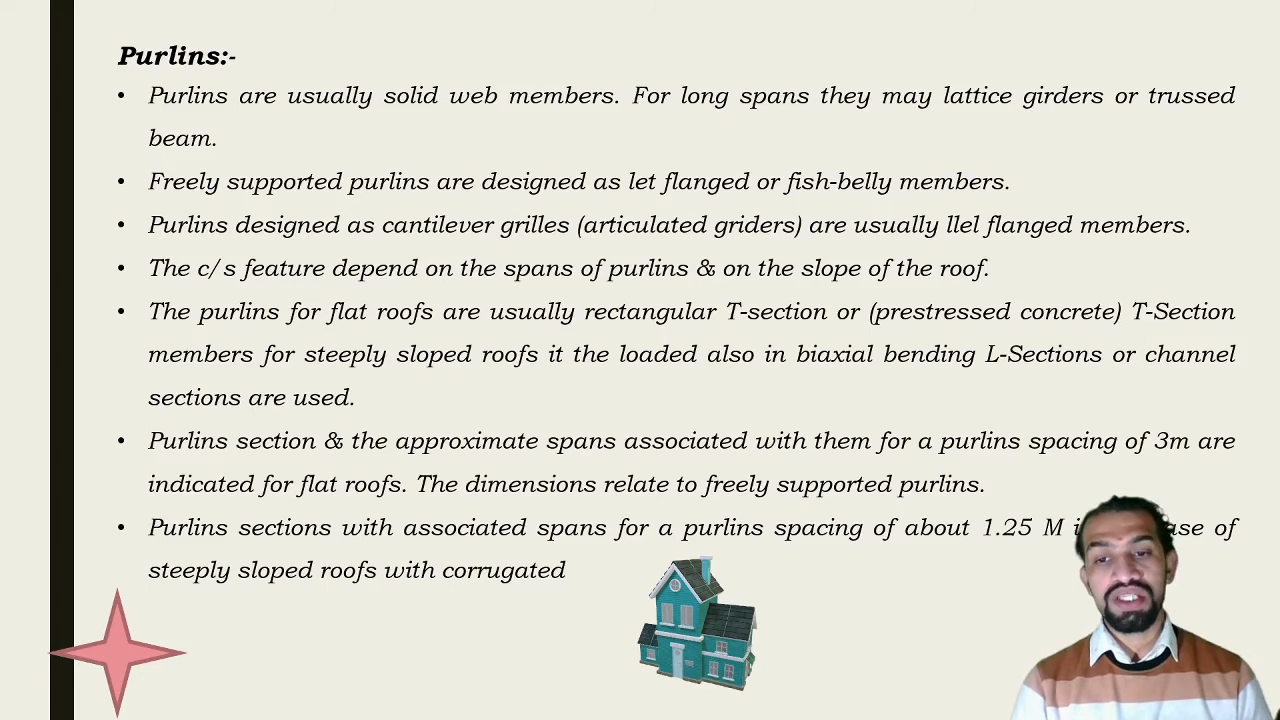 Purlins:-
• Purlins are usually solid web members. For long spans they may lattice girders or trussed
beam.
• Freely supported purlins are designed as let flanged or fish-belly members.
• Purlins designed as cantilever grilles (articulated griders) are usually llel flanged members.
• The c/s feature depend on the spans of purlins & on the slope of the roof.
• The purlins for flat roofs are usually rectangular T-section or (prestressed concrete) T-Section
members for steeply sloped roofs it the loaded also in biaxial bending L-Sections or channel
sections are used.
• Purlins section & the approximate spans associated with them for a purlins spacing of 3m are
indicated for flat roofs. The dimensions relate to freely supported purlins.
• Purlins sections with associated spans for a purlins spacing of about 1.25 M of
steeply sloped roofs with corrugated